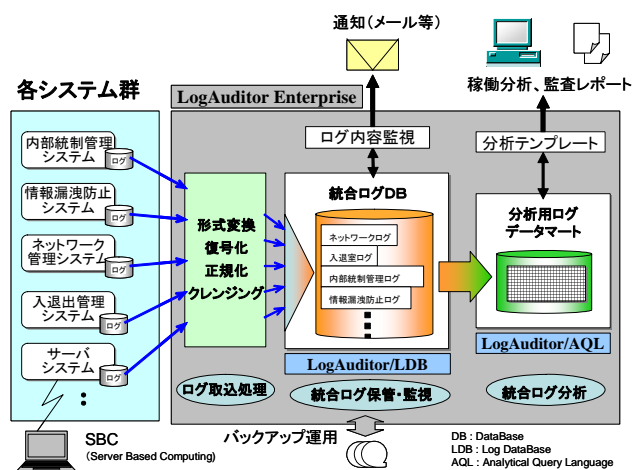 通知（メール等）
稼働分析、監査レポート
各システム群
LogAuditor Enterprise
ログ内容監視
分析テンプレート
内部統制管理
システム
ログ
情報漏洩防止
システム
ログ
ネットワーク
管理システム
ログ
入退出管理
システム
ログ
サーバ
システム
ログ
：
形式変換
復号化
正規化
クレンジング
統合ログDB
ネットワークログ
入退室ログ
内部統制管理ログ
情報漏洩防止ログ
分析用ログ
データマート
LogAuditor/LDB
LogAuditor/AQL
ログ取込処理
統合ログ保管・監視
統合ログ分析
SBC
（Server Based Computing）
バックアップ運用
DB : DataBase
LDB : Log DataBase
AQL : Analytical Query Language